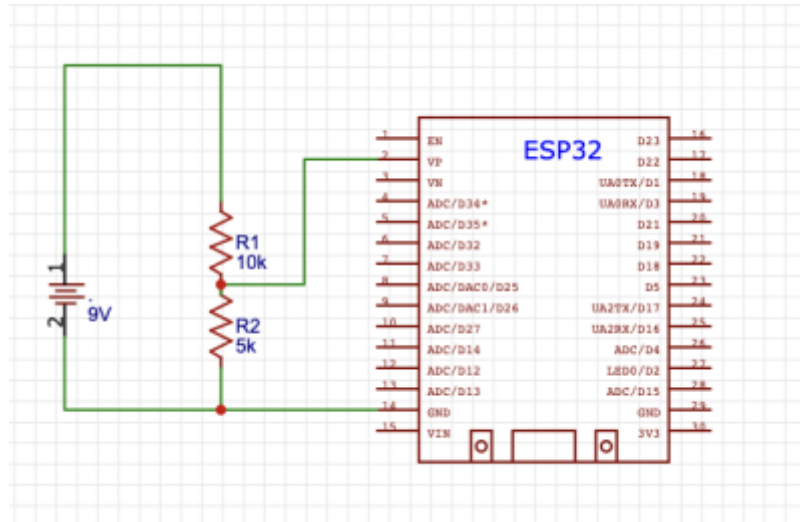 ESP32
1 EN D23 16
2 VP D22 17
3 VN UA0TX/D1 18
4 ADC/D34* UA0RX/D3 19
5 ADC/D35* D21 20
6 ADC/D32 D19 21
7 ADC/D33 D18 22
8 ADC/DAC0/D25 D5 23
9 ADC/DAC1/D26 UA2TX/D17 24
10 ADC/D27 UA2RX/D16 25
11 ADC/D14 ADC/D4 26
12 ADC/D12 LED0/D2 27
13 ADC/D13 ADC/D15 28
14 GND GND 29
15 VIN 3V3 30
R1
10k
R2
5k
1
2
9V